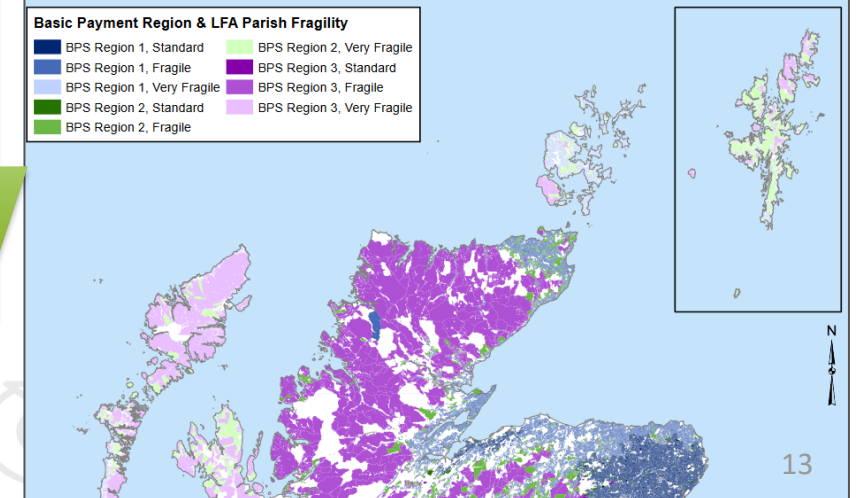 Basic Payment Region & LFA Parish Fragility
BPS Region 1, Standard
BPS Region 1, Fragile
BPS Region 1, Very Fragile
BPS Region 2, Standard
BPS Region 2, Fragile
BPS Region 2, Very Fragile
BPS Region 3, Standard
BPS Region 3, Fragile
BPS Region 3, Very Fragile
N
13